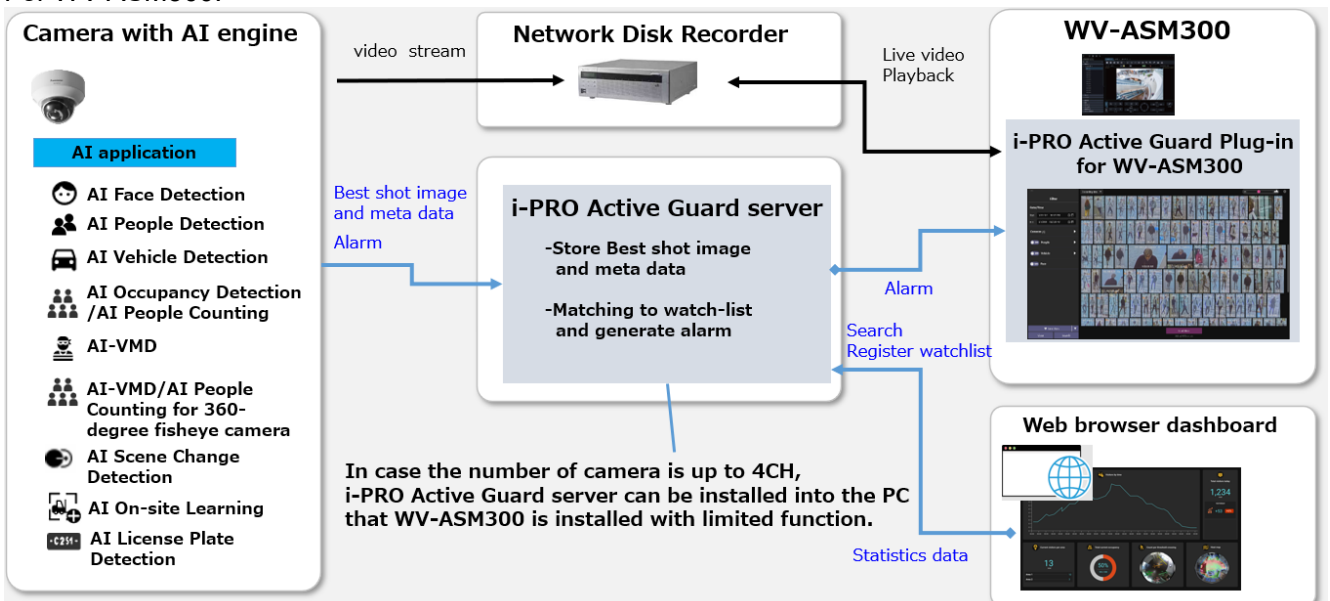 For WV-ASM300:
Camera with AI engine
AI application
AI Face Detection
AI People Detection
AI Vehicle Detection
AI Occupancy Detection
/AI People Counting
AI-VMD
AI-VMD/AI People
Counting for 360-
degree fisheye camera
AI Scene Change
Detection
AI On-site Learning
AI License Plate
Detection
video stream
Network Disk Recorder
Live video
Playback
WV-ASM300
i-PRO Active Guard Plug-in
for WV-ASM300
Best shot image
and meta data
Alarm
i-PRO Active Guard server
-Store Best shot image
and meta data
-Matching to watch-list
and generate alarm
Alarm
Search
Register watchlist
In case the number of camera is up to 4CH,
i-PRO Active Guard server can be installed into the PC
that WV-ASM300 is installed with limited function.
Statistics data
Web browser dashboard
1,234
13
50%